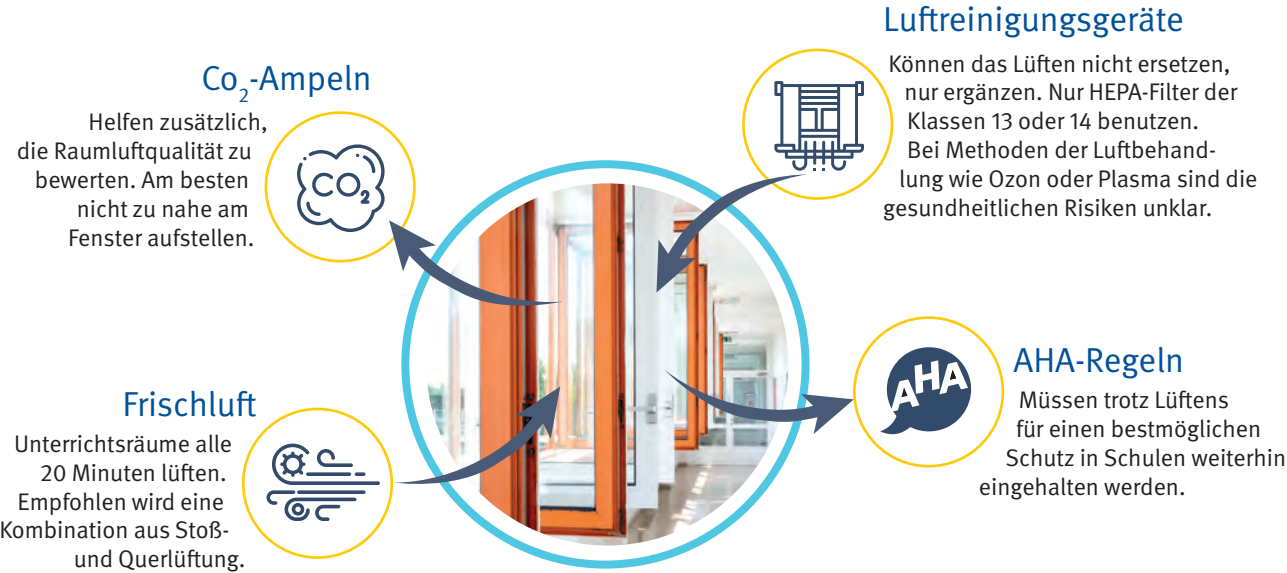 Co₂-Ampeln
Helfen zusätzlich,
die Raumluftqualität zu
bewerten. Am besten
nicht zu nahe am
Fenster aufstellen.
CO₂
Luftreinigungsgeräte
Können das Lüften nicht ersetzen,
nur ergänzen. Nur HEPA-Filter der
Klassen 13 oder 14 benutzen.
Bei Methoden der Luftbehand-
lung wie Ozon oder Plasma sind die
gesundheitlichen Risiken unklar.
Frischluft
Unterrichtsräume alle
20 Minuten lüften.
Empfohlen wird eine
Kombination aus Stoß-
und Querlüftung.
AHA
AHA-Regeln
Müssen trotz Lüftens
für einen bestmöglichen
Schutz in Schulen weiterhin
eingehalten werden.